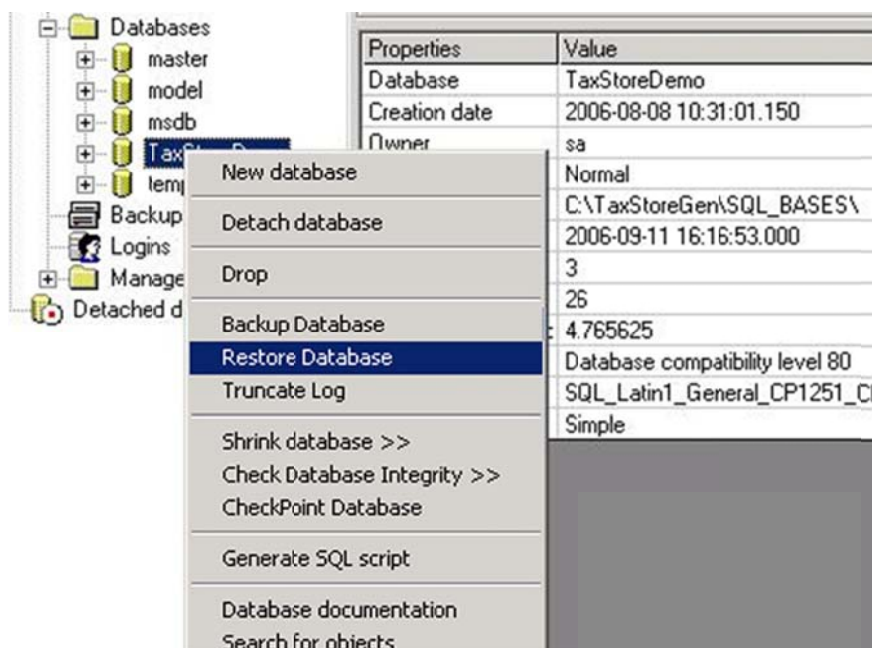 Databases
master
model
msdb
Backup
Logins
Detached d
New database
Detach database
Drop
Backup Database
Restore Database
Truncate Log
Shrink database >>
Check Database Integrity >>
CheckPoint Database
Generate SQL script
Database documentation
Search for objects
Properties Value
Database TaxStoreDemo
Creation date 2006-08-08 10:31:01.150
Owner sa
Normal
C:\TaxStoreGen\SQL_BASES\
2006-09-11 16:16:53.000
3
26
: 4.765625
Database compatibility level 80
SQL_Latin1_General_CP1251_C
Simple